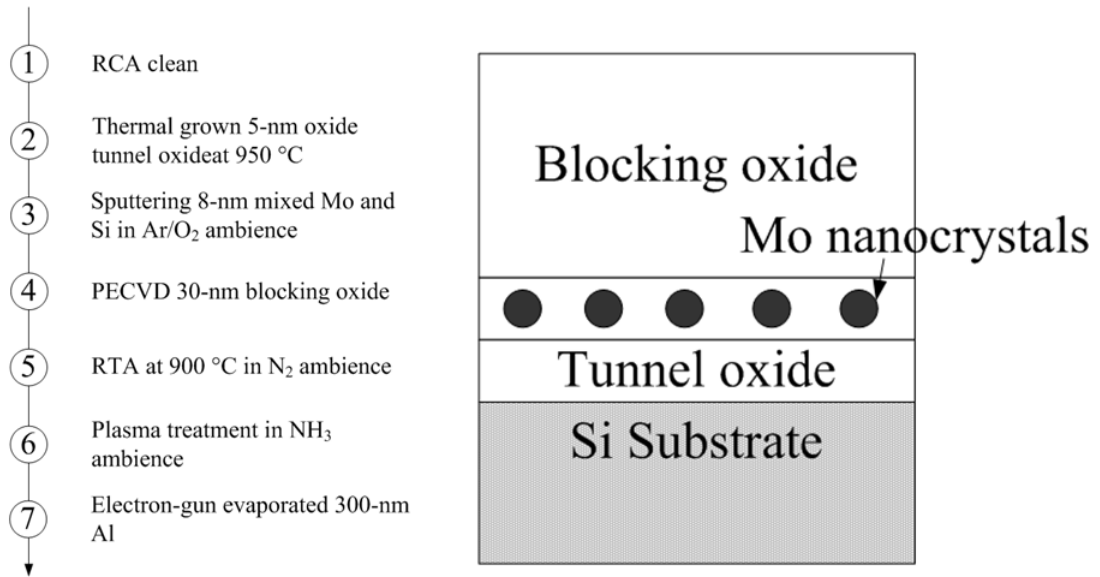 1 RCA clean
2 Thermal grown 5-nm oxide
tunnel oxideat 950 °C
3 Sputtering 8-nm mixed Mo and
Si in Ar/O₂ ambience
4 PECVD 30-nm blocking oxide
5 RTA at 900 °C in N₂ ambience
6 Plasma treatment in NH₃
ambience
7 Electron-gun evaporated 300-nm
Al
Blocking oxide
Mo nanocrystals
Tunnel oxide
Si Substrate